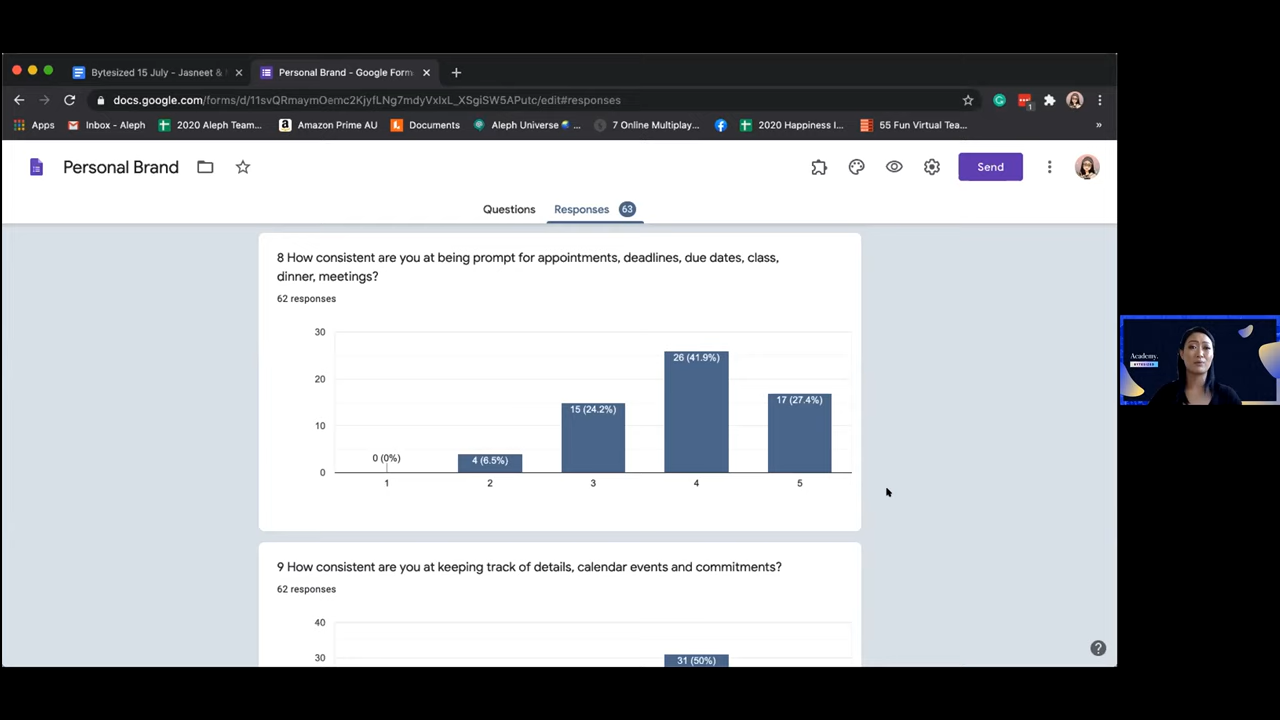 Bytesized 15 July - Jasneet &
Personal Brand - Google Form
docs.google.com/forms/d/
/edit#responses
Apps
Inbox - Aleph
2020 Aleph Team...
Amazon Prime AU
Documents
Aleph Universe
...
7 Online Multiplay...
2020 Happiness I...
55 Fun Virtual Tea...
»
Personal Brand
Send
Questions
Responses 63
8 How consistent are you at being prompt for appointments, deadlines, due dates, class,
dinner, meetings?
62 responses
30
20
10
0
0 (0%)
4 (6.5%)
15 (24.2%)
26 (41.9%)
17 (27.4%)
1
2
3
4
5
9 How consistent are you at keeping track of details, calendar events and commitments?
62 responses
40
30
31 (50%)
Academy.
BYTESIZED